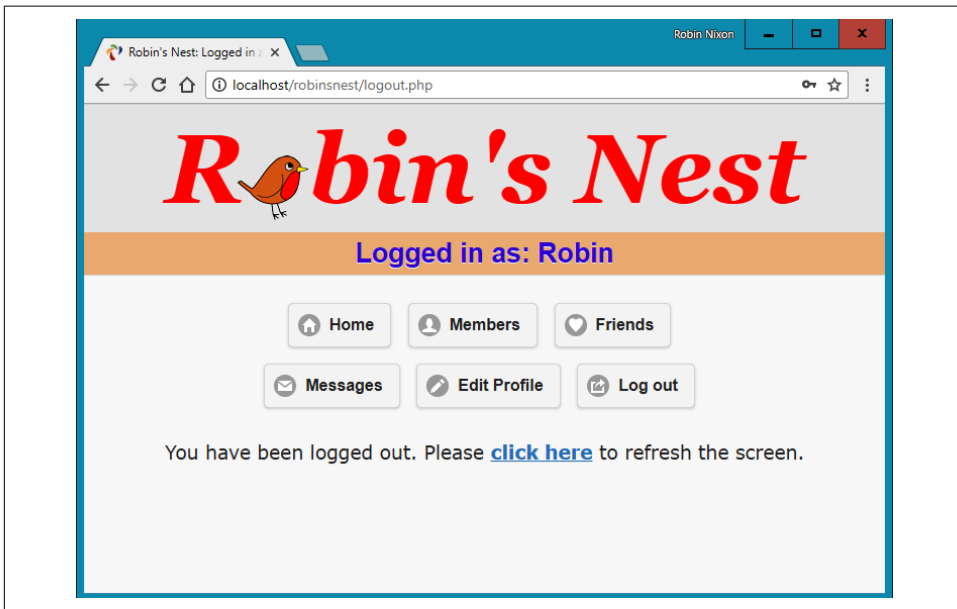 Robin Nixon
Robin's Nest: Logged in
localhost/robinsnest/logout.php
Robin's Nest
Logged in as: Robin
Home Members Friends
Messages Edit Profile Log out
You have been logged out. Please click here to refresh the screen.